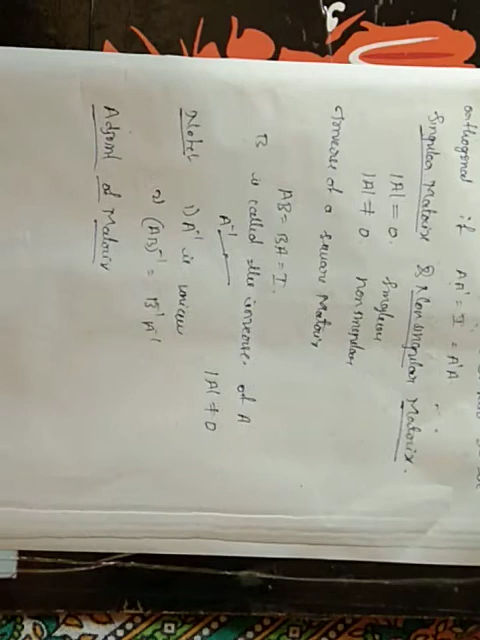 orthogonal if AA' = I = A'A
Singular Matrix & Non singular Matrix.
|A| = 0. Singular
|A| ≠ 0 non singular
Inverse of a square Matrix
AB = BA = I.
B is called the inverse of A
A⁻¹ |A| ≠ 0
Note: 1) A⁻¹ is unique
2) (AB)⁻¹ = B⁻¹A⁻¹
Adjoint of Matrix